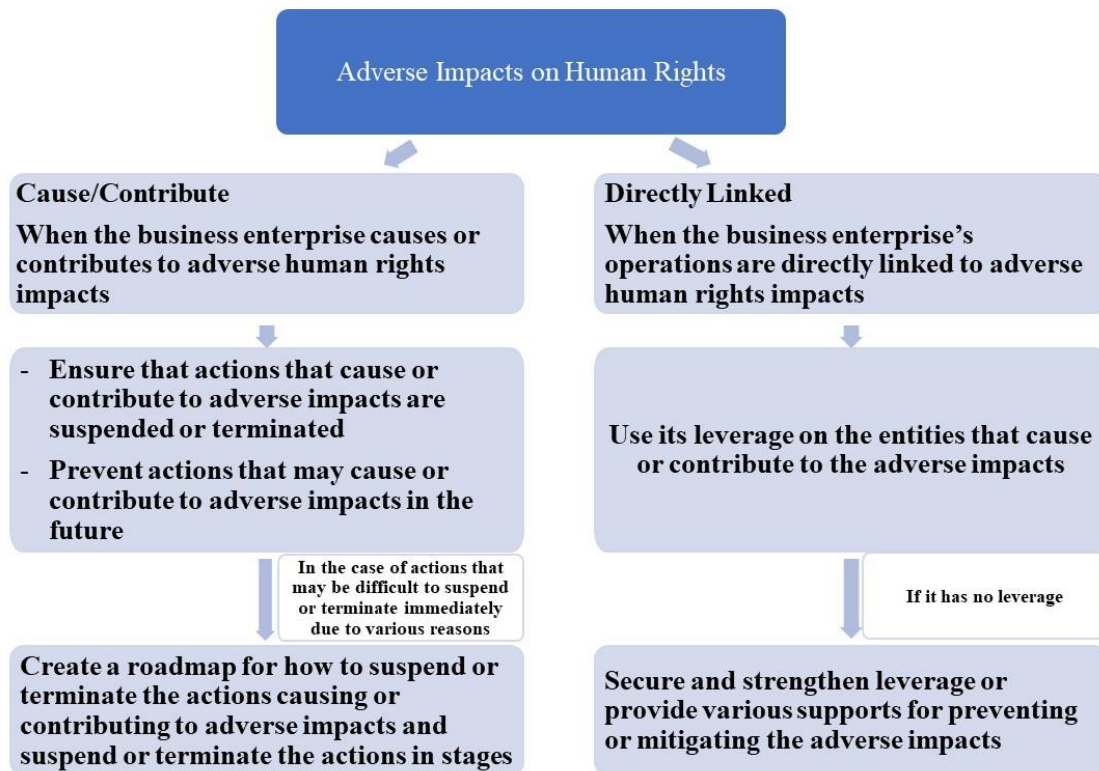 Adverse Impacts on Human Rights
Cause/Contribute
When the business enterprise causes or
contributes to adverse human rights
impacts
- Ensure that actions that cause or
contribute to adverse impacts are
suspended or terminated
- Prevent actions that may cause or
contribute to adverse impacts in the
future
In the case of actions that
may be difficult to suspend
or terminate immediately
due to various reasons
Create a roadmap for how to suspend or
terminate the actions causing or
contributing to adverse impacts and
suspend or terminate the actions in stages
Directly Linked
When the business enterprise’s
operations are directly linked to adverse
human rights impacts
Use its leverage on the entities that cause
or contribute to the adverse impacts
If it has no leverage
Secure and strengthen leverage or
provide various supports for preventing
or mitigating the adverse impacts